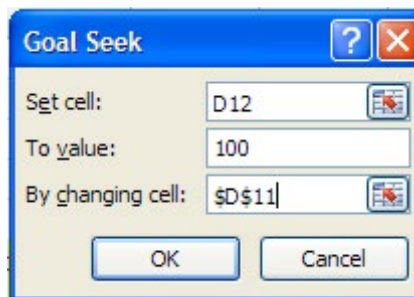 Goal Seek ?
Set cell: D12
To value: 100
By changing cell: $D$11
OK Cancel